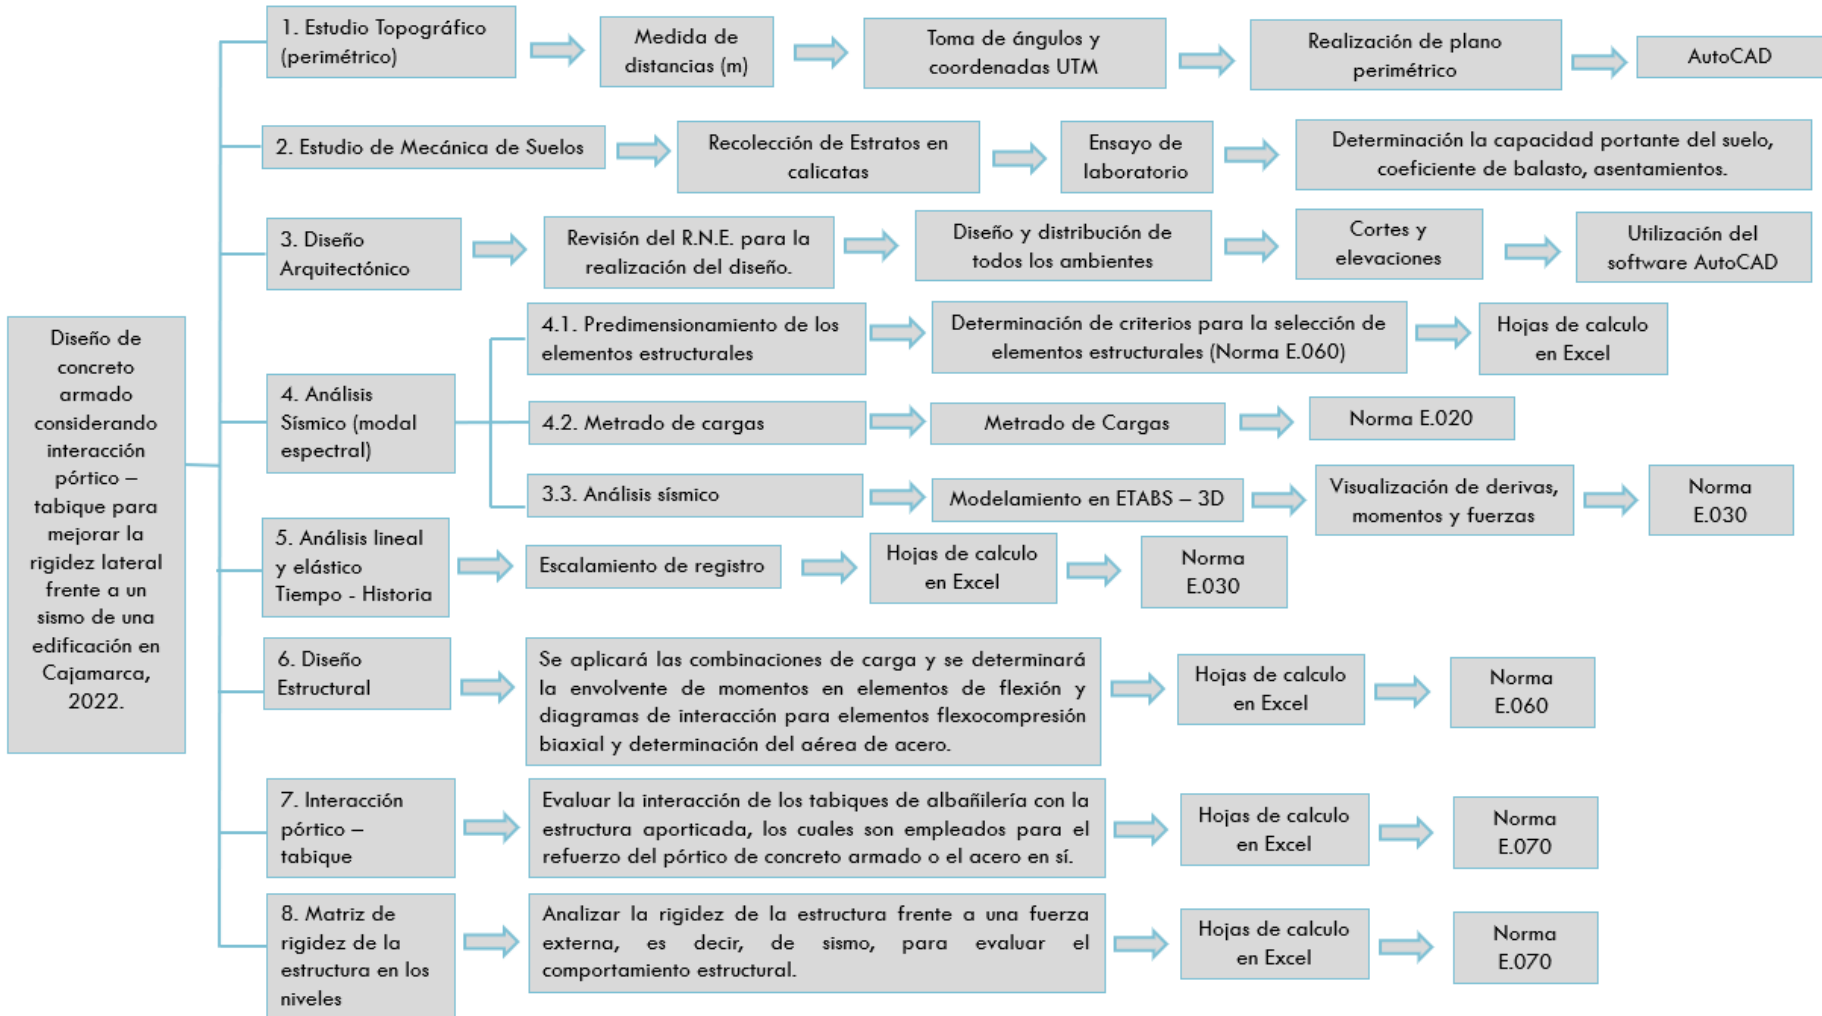 Diseño de
concreto
armado
considerando
interacción
pórtico –
tabique para
mejorar la
rigidez lateral
frente a un
sismo de una
edificación en
Cajamarca,
2022.
1. Estudio Topográfico
(perimétrico)
Medida de
distancias (m)
Toma de ángulos y
coordenadas UTM
Realización de plano
perimétrico
AutoCAD
2. Estudio de Mecánica de Suelos
Recolección de Estratos en
calicatas
Ensayo de
laboratorio
Determinación la capacidad portante del suelo,
coeficiente de balasto, asentamientos.
3. Diseño
Arquitectónico
Revisión del R.N.E. para la
realización del diseño.
Diseño y distribución de
todos los ambientes
Cortes y
elevaciones
Utilización del
software AutoCAD
4. Análisis
Sísmico (modal
espectral)
4.1. Predimensionamiento de los
elementos estructurales
Determinación de criterios para la selección de
elementos estructurales (Norma E.060)
Hojas de calculo
en Excel
4.2. Metrado de cargas
Metrado de Cargas
Norma E.020
3.3. Análisis sísmico
Modelamiento en ETABS – 3D
Visualización de derivas,
momentos y fuerzas
Norma
E.030
5. Análisis lineal
y elástico
Tiempo - Historia
Escalamiento de registro
Hojas de calculo
en Excel
Norma
E.030
6. Diseño
Estructural
Se aplicará las combinaciones de carga y se determinará
la envolvente de momentos en elementos de flexión y
diagramas de interacción para elementos flexocompresión
biaxial y determinación del aérea de acero.
Hojas de calculo
en Excel
Norma
E.060
7. Interacción
pórtico –
tabique
Evaluar la interacción de los tabiques de albañilería con la
estructura aporticada, los cuales son empleados para el
refuerzo del pórtico de concreto armado o el acero en sí.
Hojas de calculo
en Excel
Norma
E.070
8. Matriz de
rigidez de la
estructura en los
niveles
Analizar la rigidez de la estructura frente a una fuerza
externa, es decir, de sismo, para evaluar el
comportamiento estructural.
Hojas de calculo
en Excel
Norma
E.070